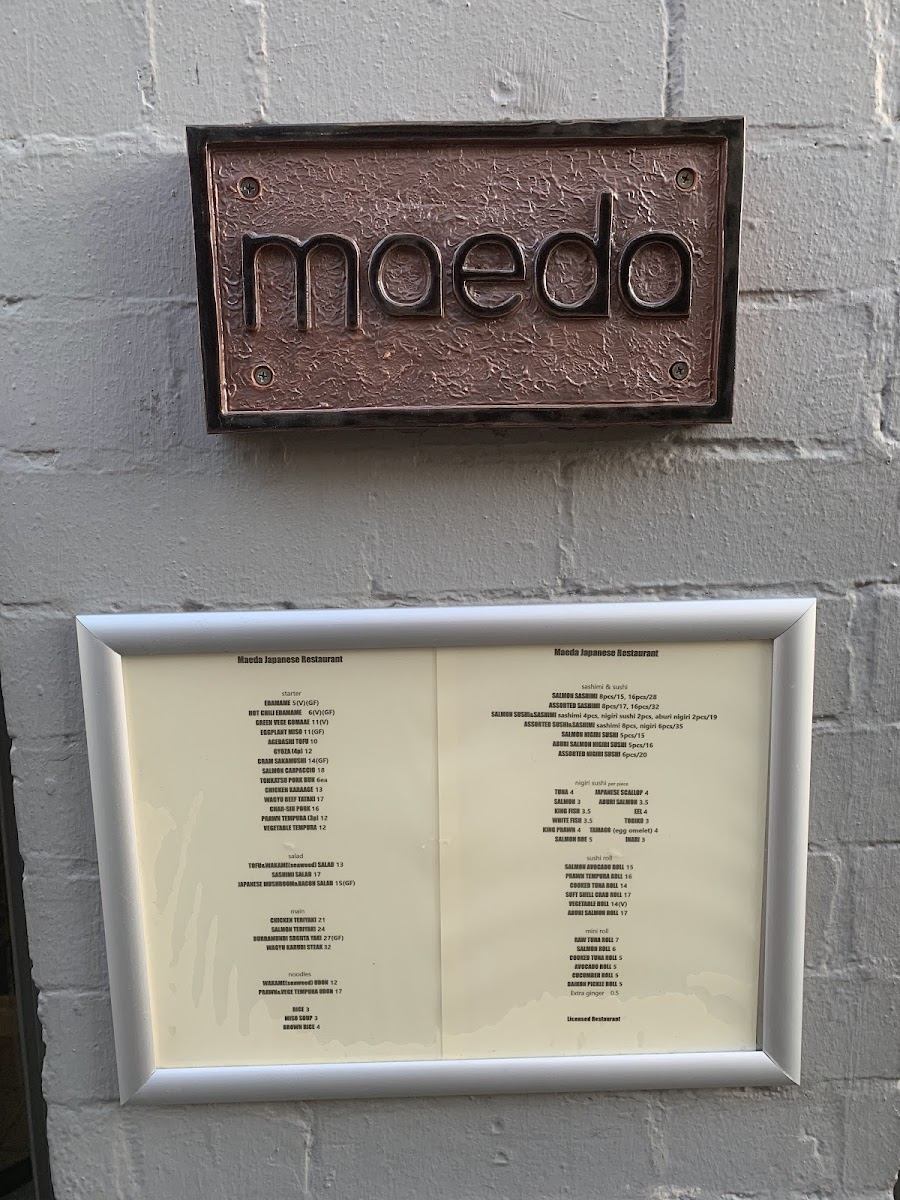 maeda
Maeda Japanese Restaurant
starter
EDAMAME 5(V)(GF)
HOT CHILI EDAMAME 6(V)(GF)
GREEN VEGE GOMAAE 11(V)
EGGPLANT MISO 11(GF)
AGEDASHI TOFU 10
GYOZA (4p) 12
CRAB SAKAMUSHI 14(GF)
SALMON CARPACCIO 18
TONKATSU PORK BUN 6ea
CHICKEN KARAAGE 13
WAGYU BEEF TATAKI 17
CHAR-SIU PORK 16
PRAWN TEMPURA (3p) 12
VEGETABLE TEMPURA 12
salad
TOFU&WAKAME(seaweed) SALAD 13
SASHIMI SALAD 17
JAPANESE MUSHROOM&BACON SALAD 15(GF)
main
CHICKEN TERIYAKI 21
SALMON TERIYAKI 24
BURRAMUNDI SOGUTA YAKI 27(GF)
WAGYU KARUBI STEAK 32
noodles
WAKAME(seaweed) UDON 12
PRAWN&VEGE TEMPURA UDON 17
RICE 3
MISO SOUP 3
BROWN RICE 4
Maeda Japanese Restaurant
sashimi & sushi
SALMON SASHIMI 8pcs/15, 16pcs/28
ASSORTED SASHIMI 8pcs/17, 16pcs/32
SALMON SUSHI&SASHIMI sashimi 4pcs, nigiri sushi 2pcs, aburi nigiri 2pcs/19
ASSORTED SUSHI&SASHIMI sashimi 8pcs, nigiri 6pcs/35
SALMON NIGIRI SUSHI 5pcs/15
ABURI SALMON NIGIRI SUSHI 5pcs/16
ASSORTED NIGIRI SUSHI 6pcs/20
nigiri sushi per piece
TUNA 4 JAPANESE SCALLOP 4
SALMON 3 ABURI SALMON 3.5
KING FISH 3.5 EEL 4
WHITE FISH 3.5 TOBIKO 3
KING PRAWN 4 TAMAGO (egg omelet) 4
SALMON ROE 5 INARI 3
sushi roll
SALMON AVOCADO ROLL 15
PRAWN TEMPURA ROLL 16
COOKED TUNA ROLL 14
SOFT SHELL CRAB ROLL 17
VEGETABLE ROLL 14(V)
ABURI SALMON ROLL 17
mini roll
RAW TUNA ROLL 7
SALMON ROLL 6
COOKED TUNA ROLL 5
AVOCADO ROLL 5
CUCUMBER ROLL 5
DAIKON PICKLE ROLL 5
Extra ginger 0.5
Licensed Restaurant